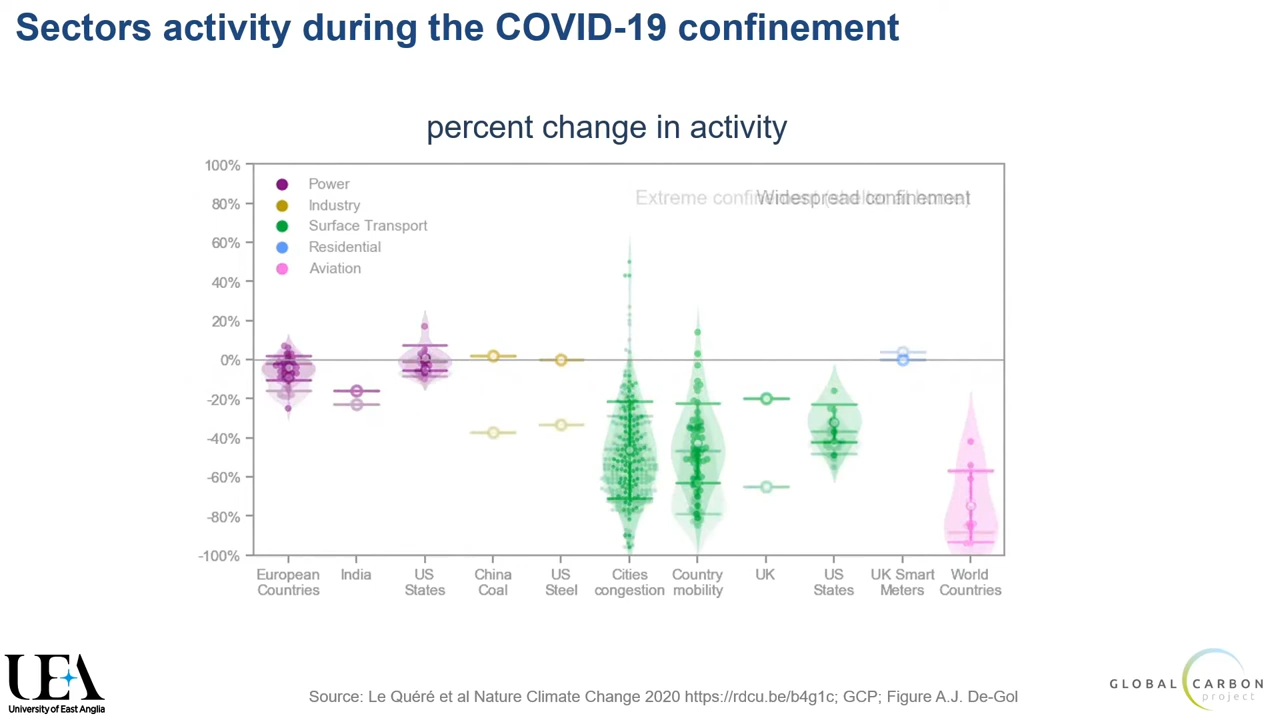 Sectors activity during the COVID-19 confinement
percent change in activity
100%
80%
60%
40%
20%
0%
-20%
-40%
-60%
-80%
-100%
Power
Industry
Surface Transport
Residential
Aviation
Extreme Widespread confinement
European
Countries
India
US
States
China
Coal
US
Steel
Cities
congestion
Country
mobility
UK
US
States
UK Smart
Meters
World
Countries
UEA
University of East Anglia
Source: Le Quéré et al Nature Climate Change 2020 https://rdcu.be/b4g1c; GCP; Figure A.J. De-Gol
GLOBAL CARBON
project